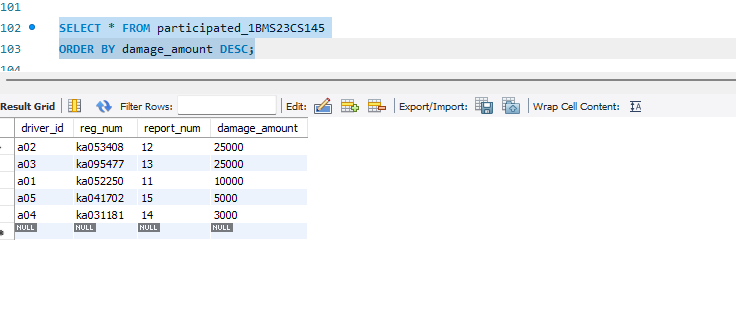 101
102 SELECT * FROM participated_1BMS23CS145
103 ORDER BY damage_amount DESC;
104
Result Grid Filter Rows: Edit: Export/Import: Wrap Cell Content: IA
driver_id reg_num report_num damage_amount
a02 ka053408 12 25000
a03 ka095477 13 25000
a01 ka052250 11 10000
a05 ka041702 15 5000
a04 ka031181 14 3000
NULL NULL NULL NULL